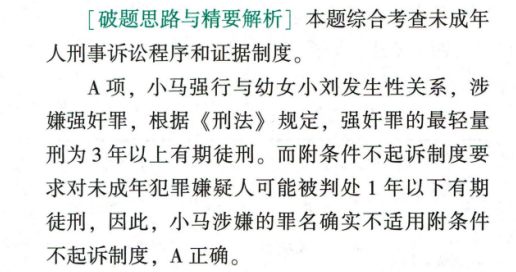 ［破题思路与精要解析］本题综合考查未成年
人刑事诉讼程序和证据制度。
A 项，小马强行与幼女小刘发生性关系，涉
嫌强奸罪，根据《刑法》规定，强奸罪的最轻量
刑为 3 年以上有期徒刑。而附条件不起诉制度要
求对未成年犯罪嫌疑人可能被判处 1 年以下有期
徒刑，因此，小马涉嫌的罪名确实不适用附条件
不起诉制度，A 正确。